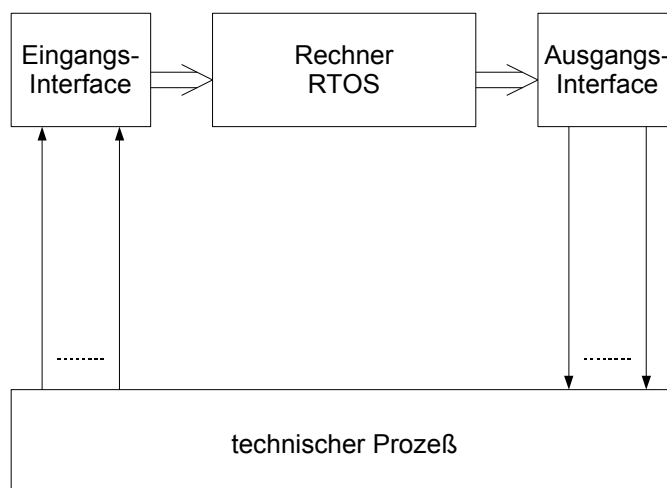 Eingangs-
Interface
Rechner
RTOS
Ausgangs-
Interface
technischer Prozeß